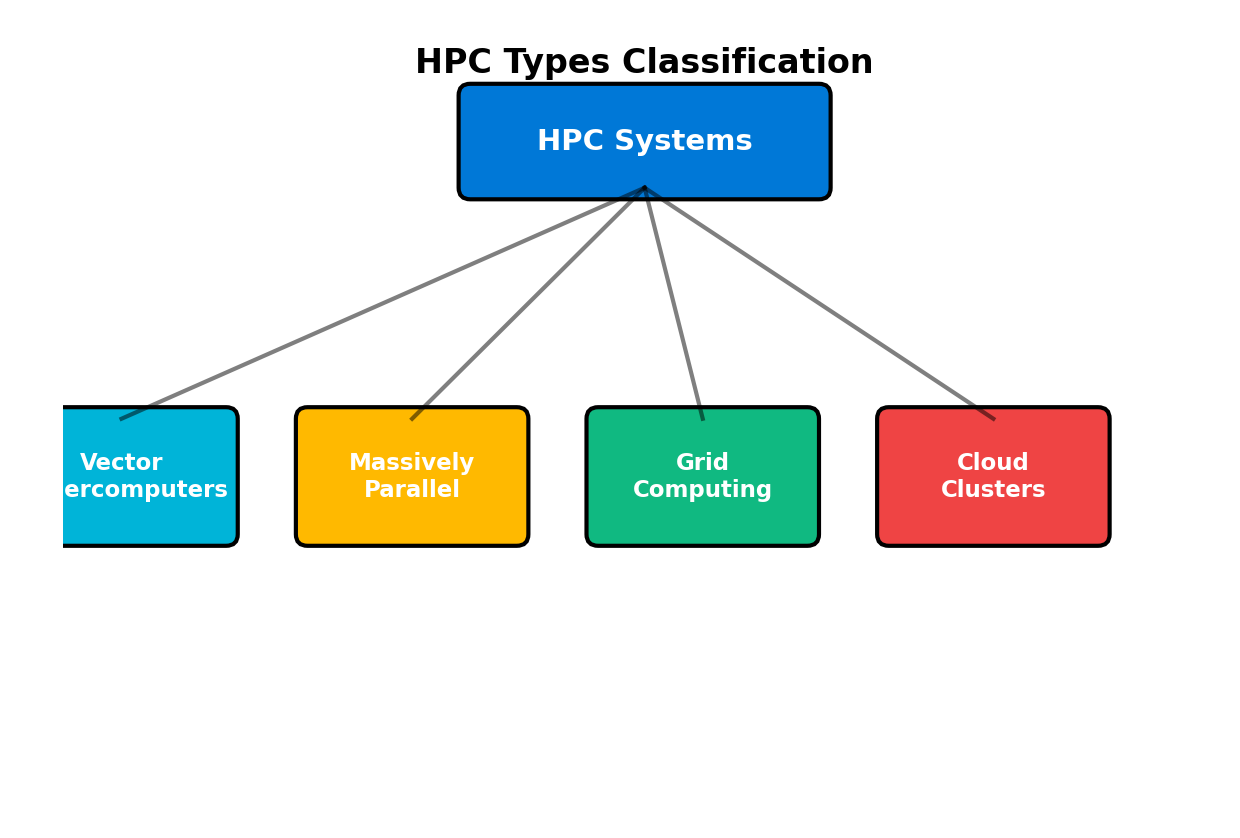 HPC Types Classification
HPC Systems
Vector
ercomputers
Massively
Parallel
Grid
Computing
Cloud
Clusters